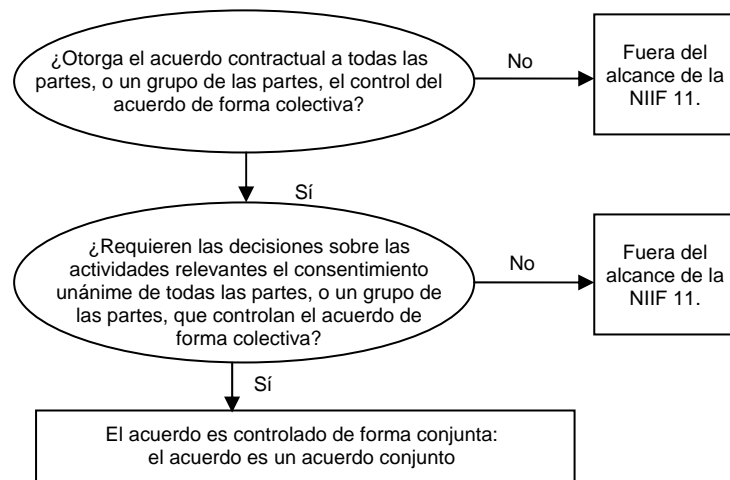 ¿Otorga el acuerdo contractual a todas las
partes, o un grupo de las partes, el control del
acuerdo de forma colectiva?
No
Fuera del
alcance de la
NIIF 11.
Sí
¿Requieren las decisiones sobre las
actividades relevantes el consentimiento
unánime de todas las partes, o un grupo de
las partes, que controlan el acuerdo de
forma colectiva?
No
Fuera del
alcance de la
NIIF 11.
Sí
El acuerdo es controlado de forma conjunta:
el acuerdo es un acuerdo conjunto